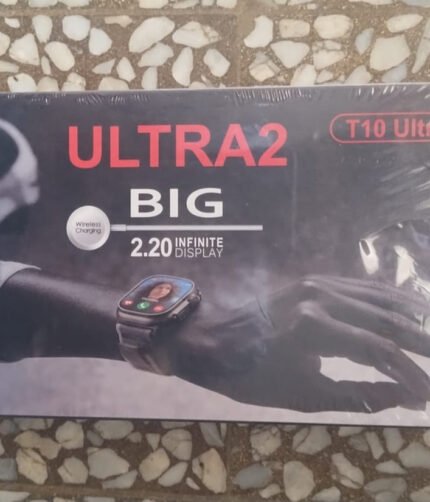 ULTRA2
T10 Ultr
BIG
Wireless
Charging
2.20 INFINITE
DISPLAY